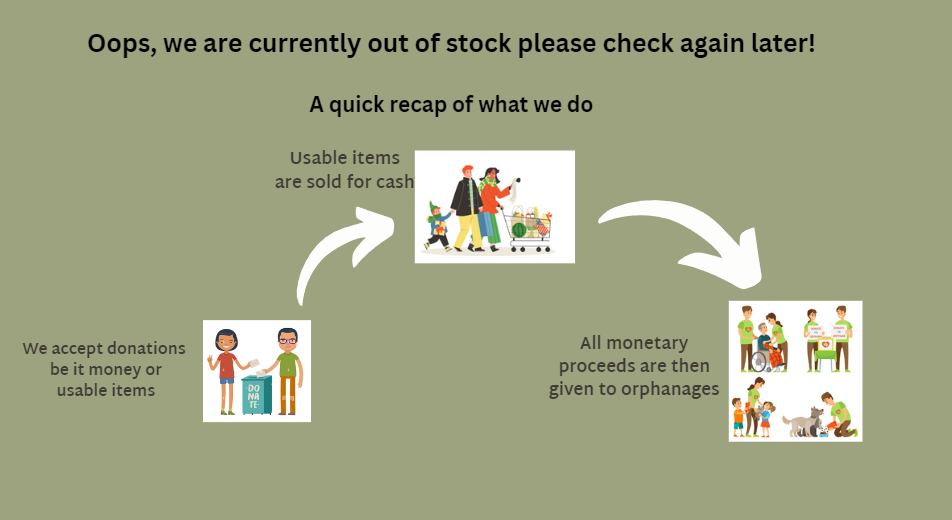 Oops, we are currently out of stock please check again later!
A quick recap of what we do
Usable items
are sold for cash
We accept donations
be it money or
usable items
DO
NA
TE
All monetary
proceeds are then
given to orphanages